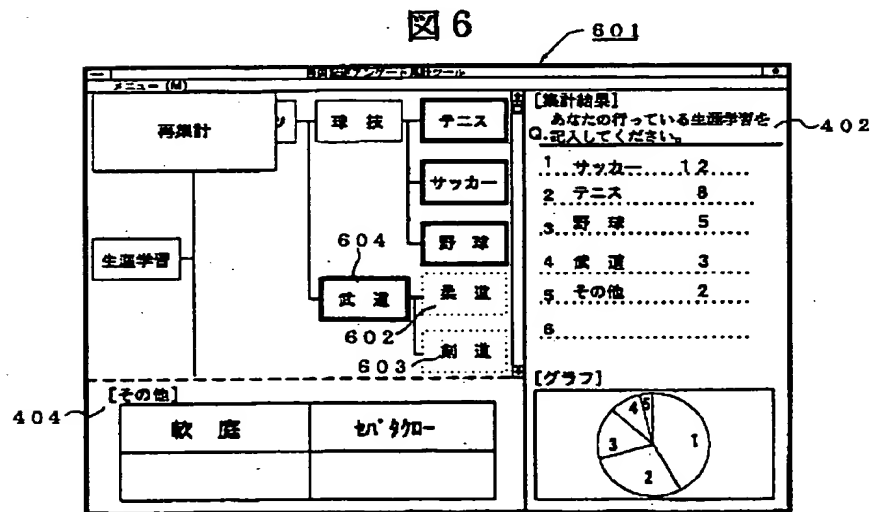 図6
601
自由記述アンケート集計ツール
メニュー (M)
再集計
ツ
球技
テニス
サッカー
野球
生涯学習
604
武道
柔道
602
剣道
603
[集計結果]
あなたの行っている生涯学習を
Q.記入してください。
402
1 サッカー 12
2 テニス 8
3 野球 5
4 武道 3
5 その他 2
6
[その他]
404
軟庭 セパタクロー
[グラフ]
1
2
3
4
5